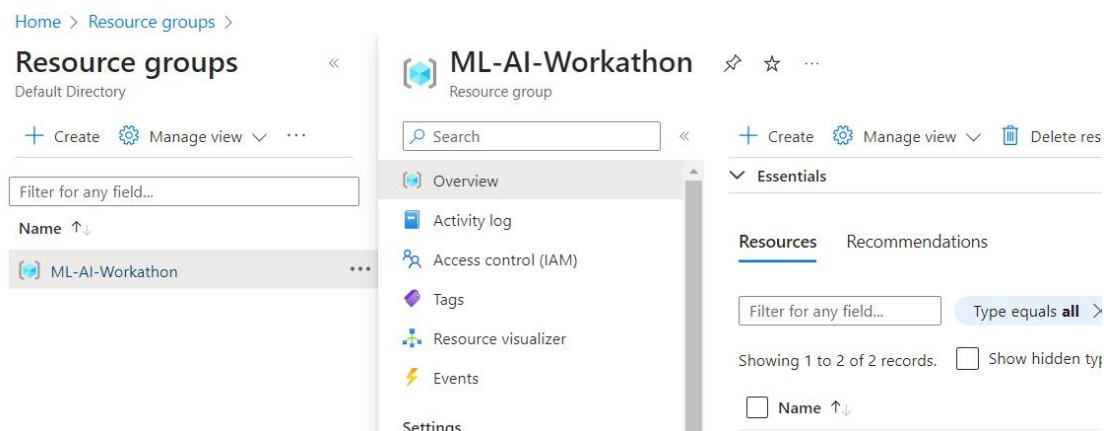 Home > Resource groups >
Resource groups
Default Directory
Create Manage view
Filter for any field...
Name
ML-AI-Workathon
ML-AI-Workathon
Resource group
Search
Overview
Activity log
Access control (IAM)
Tags
Resource visualizer
Events
Settings
Create Manage view Delete res
Essentials
Resources Recommendations
Filter for any field... Type equals all
Showing 1 to 2 of 2 records. Show hidden typ
Name